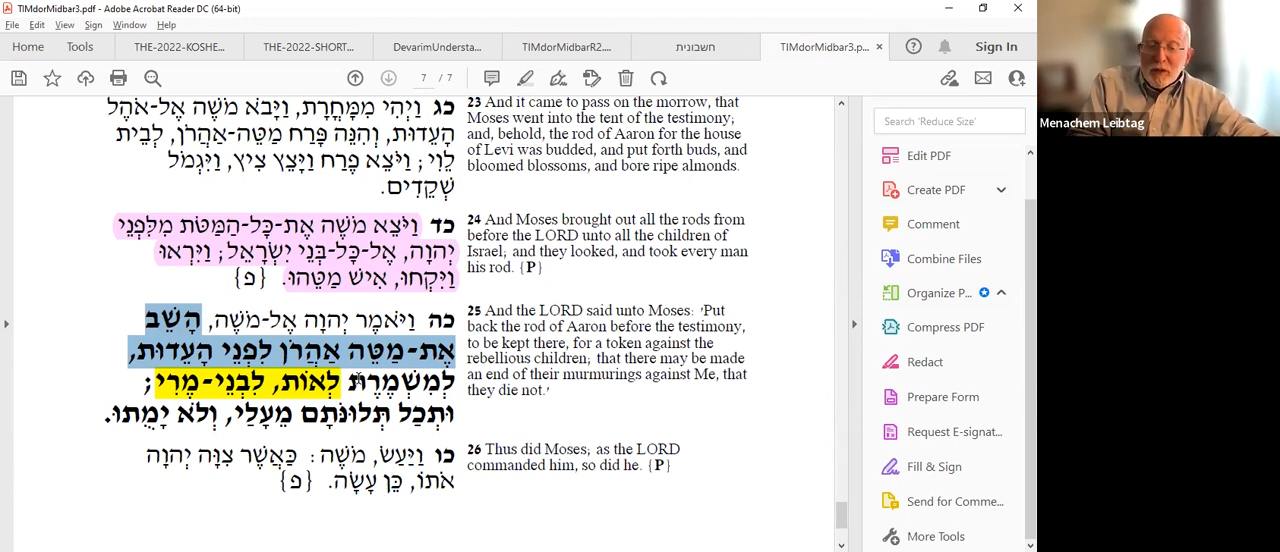 TIMdorMidbar3.pdf - Adobe Acrobat Reader DC (64-bit)
File Edit View Sign Window Help
Home Tools THE-2022-KOSHE... THE-2022-SHORT... DevarimUnderstа... TIMdorMidbarR2... חשבונית TIMdorMidbar3.p... × ? Sign In
7 / 7
Menachem Leibtag
Search 'Reduce Size'
Edit PDF
Create PDF
Comment
Combine Files
Organize P...
Compress PDF
Redact
Prepare Form
Request E-signat...
Fill & Sign
Send for Comme...
More Tools
כג וַיְהִי מִמָּחֳרָת, וַיָּבֹא מֹשֶׁה אֶל-אֹהֶל
הָעֵדוּת, וְהִנֵּה פָּרַח מַטֵּה-אַהֲרֹן, לְבֵית
לֵוִי; וַיֹּצֵא פֶרַח וַיָּצֵץ צִיץ, וַיִּגְמֹל
שְׁקֵדִים.
23 And it came to pass on the morrow, that
Moses went into the tent of the testimony;
and, behold, the rod of Aaron for the house
of Levi was budded, and put forth buds, and
bloomed blossoms, and bore ripe almonds.
כד וַיֹּצֵא מֹשֶׁה אֶת-כָּל-הַמַּטֹּת מִלִּפְנֵי
יְהוָה, אֶל-כָּל-בְּנֵי יִשְׂרָאֵל; וַיִּרְאוּ
וַיִּקְחוּ, אִישׁ מַטֵּהוּ. {פ}
24 And Moses brought out all the rods from
before the LORD unto all the children of
Israel; and they looked, and took every man
his rod. {P}
כה וַיֹּאמֶר יְהוָה אֶל-מֹשֶׁה, הָשֵׁב
אֶת-מַטֵּה אַהֲרֹן לִפְנֵי הָעֵדוּת,
לְמִשְׁמֶרֶת לְאוֹת, לִבְנֵי-מֶרִי;
וּתְכַל תְּלוּנֹּתָם מֵעָלַי, וְלֹא יָמֻתוּ.
25 And the LORD said unto Moses: 'Put
back the rod of Aaron before the testimony,
to be kept there, for a token against the
rebellious children; that there may be made
an end of their murmurings against Me, that
they die not.'
כו וַיַּעַשׂ, מֹשֶׁה: כַּאֲשֶׁר צִוָּה יְהוָה
אֹתוֹ, כֵּן עָשָׂה. {פ}
26 Thus did Moses; as the LORD
commanded him, so did he. {P}